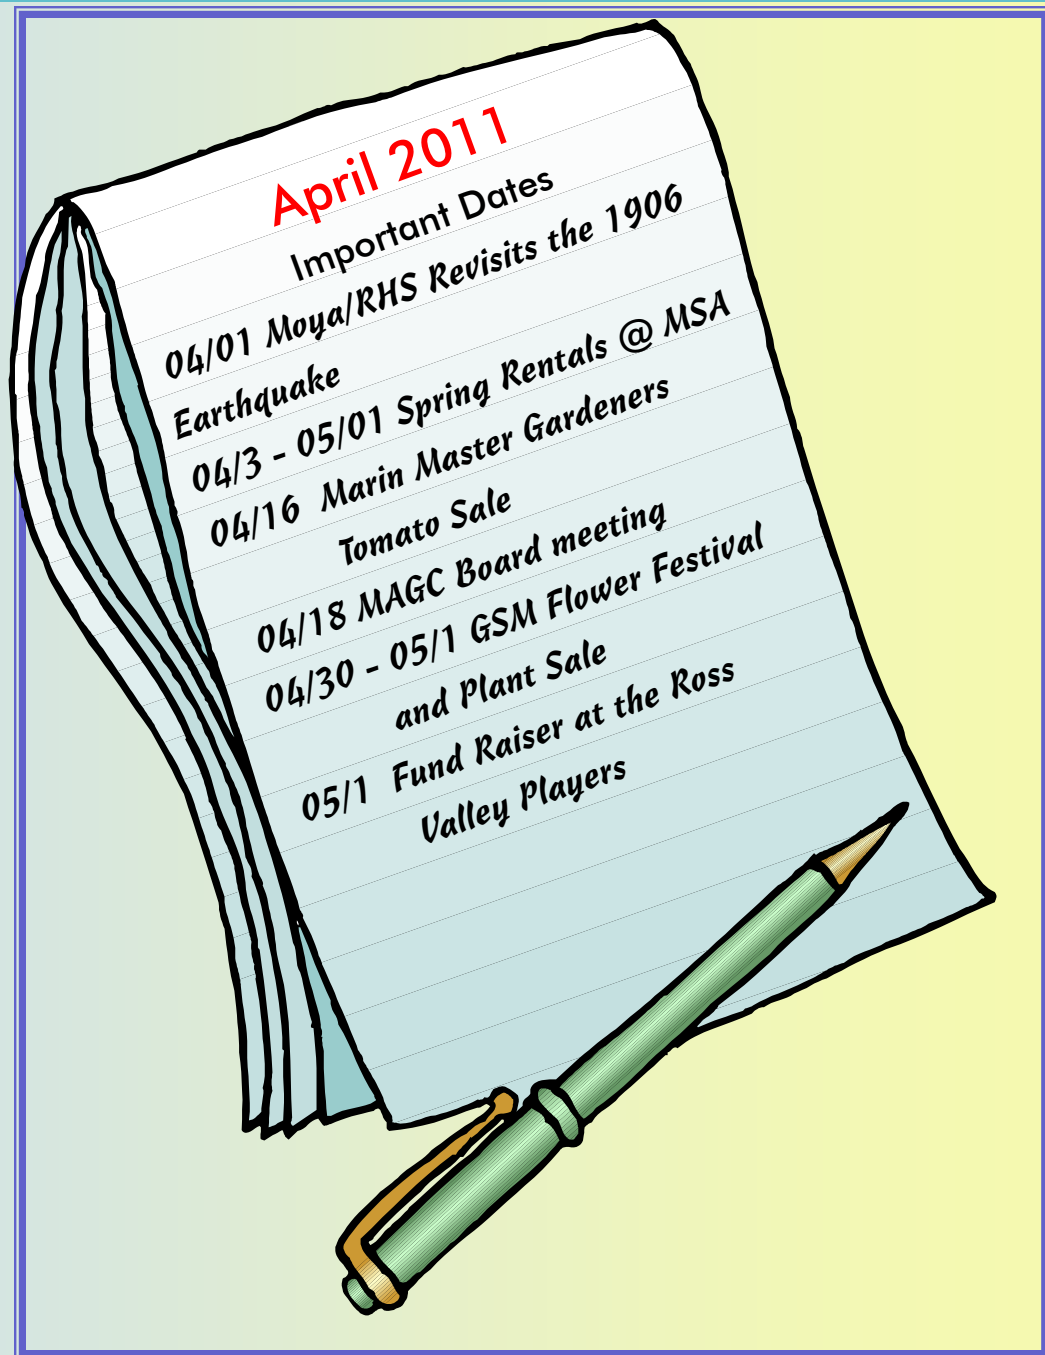 April 2011
Important Dates
04/01 Moya/RHS Revisits the 1906
Earthquake
04/3 - 05/01 Spring Rentals @ MSA
04/16 Marin Master Gardeners
Tomato Sale
04/18 MAGC Board meeting
04/30 - 05/1 GSM Flower Festival
and Plant Sale
05/1 Fund Raiser at the Ross
Valley Players